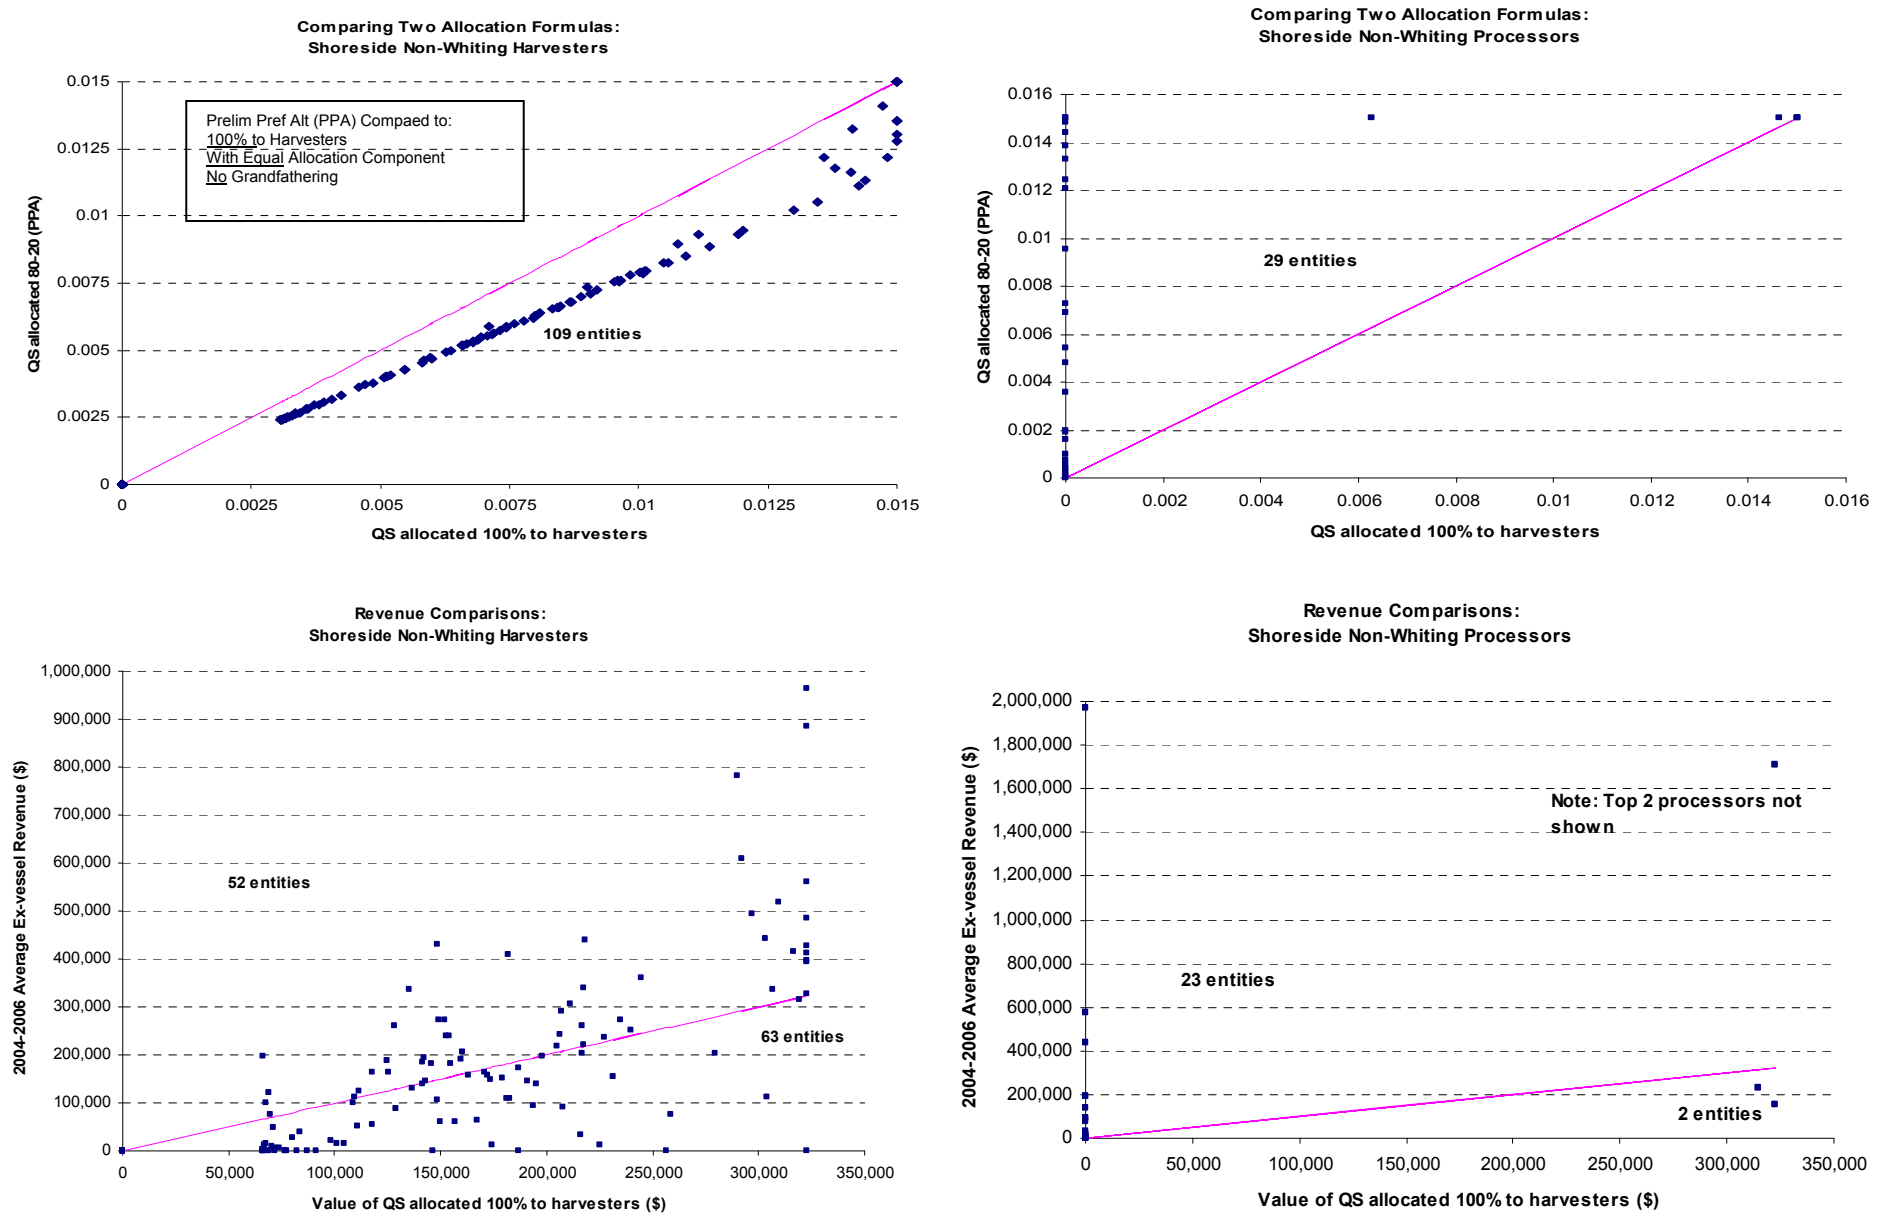 Comparing Two Allocation Formulas:
Shoreside Non-Whiting Harvesters
0.015
0.0125
0.01
0.0075
0.005
0.0025
0
QS allocated 80-20 (PPA)
Prelim Pref Alt (PPA) Compaed to:
100% to Harvesters
With Equal Allocation Component
No Grandfathering
109 entities
0
0.0025
0.005
0.0075
0.01
0.0125
0.015
QS allocated 100% to harvesters
Comparing Two Allocation Formulas:
Shoreside Non-Whiting Processors
0.016
0.014
0.012
0.01
0.008
0.006
0.004
0.002
0
QS allocated 80-20 (PPA)
29 entities
0
0.002
0.004
0.006
0.008
0.01
0.012
0.014
0.016
QS allocated 100% to harvesters
Revenue Comparisons:
Shoreside Non-Whiting Harvesters
1,000,000
900,000
800,000
700,000
600,000
500,000
400,000
300,000
200,000
100,000
0
2004-2006 Average Ex-vessel Revenue ($)
52 entities
63 entities
0
50,000
100,000
150,000
200,000
250,000
300,000
350,000
Value of QS allocated 100% to harvesters ($)
Revenue Comparisons:
Shoreside Non-Whiting Processors
2,000,000
1,800,000
1,600,000
1,400,000
1,200,000
1,000,000
800,000
600,000
400,000
200,000
0
2004-2006 Average Ex-vessel Revenue ($)
Note: Top 2 processors not
shown
23 entities
2 entities
0
50,000
100,000
150,000
200,000
250,000
300,000
350,000
Value of QS allocated 100% to harvesters ($)